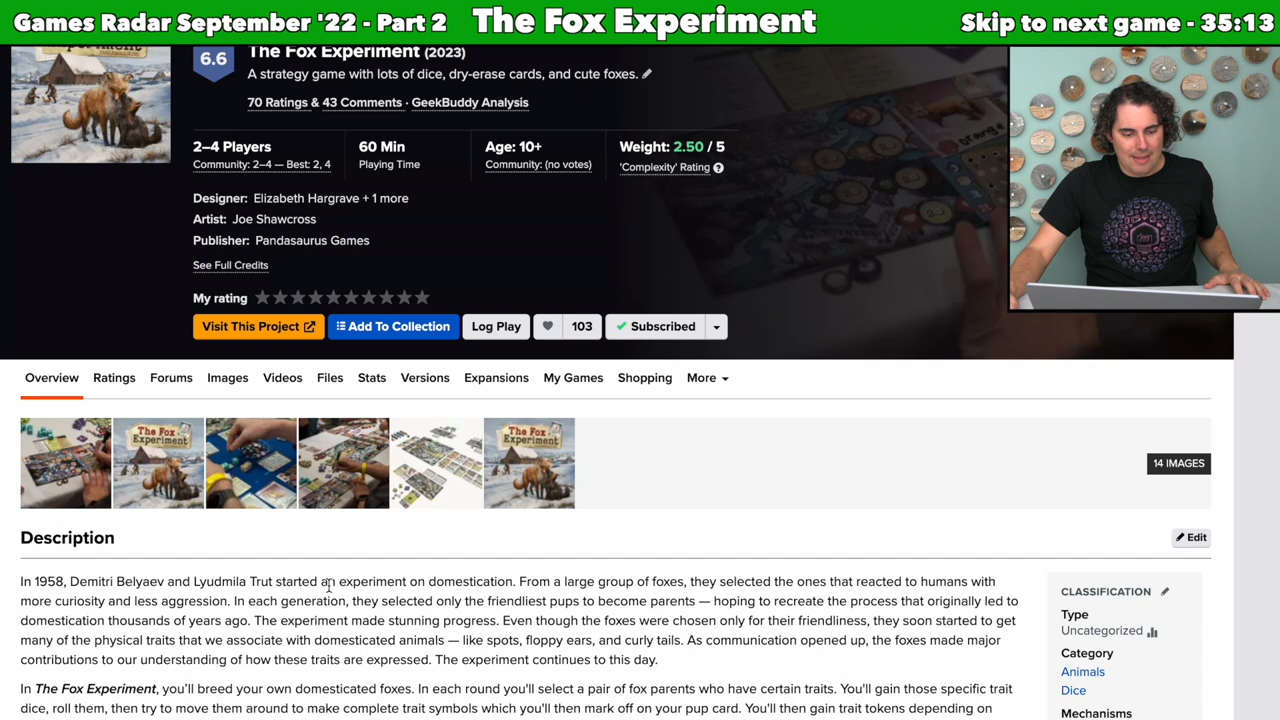 Games Radar September '22 - Part 2
The Fox Experiment
Skip to next game - 35:13
6.6
The Fox Experiment (2023)
A strategy game with lots of dice, dry-erase cards, and cute foxes.
70 Ratings & 43 Comments · GeekBuddy Analysis
2–4 Players
Community: 2–4 — Best: 2, 4
60 Min
Playing Time
Age: 10+
Community: (no votes)
Weight: 2.50 / 5
'Complexity' Rating ?
Designer: Elizabeth Hargrave + 1 more
Artist: Joe Shawcross
Publisher: Pandasaurus Games
See Full Credits
My rating
Visit This Project
Add To Collection
Log Play
103
Subscribed
Overview Ratings Forums Images Videos Files Stats Versions Expansions My Games Shopping More
The Fox Experiment
The Fox Experiment
14 IMAGES
Description
Edit
In 1958, Demitri Belyaev and Lyudmila Trut started an experiment on domestication. From a large group of foxes, they selected the ones that reacted to humans with
more curiosity and less aggression. In each generation, they selected only the friendliest pups to become parents — hoping to recreate the process that originally led to
domestication thousands of years ago. The experiment made stunning progress. Even though the foxes were chosen only for their friendliness, they soon started to get
many of the physical traits that we associate with domesticated animals — like spots, floppy ears, and curly tails. As communication opened up, the foxes made major
contributions to our understanding of how these traits are expressed. The experiment continues to this day.
In The Fox Experiment, you'll breed your own domesticated foxes. In each round you'll select a pair of fox parents who have certain traits. You'll gain those specific trait
dice, roll them, then try to move them around to make complete trait symbols which you'll then mark off on your pup card. You'll then gain trait tokens depending on
CLASSIFICATION
Type
Uncategorized
Category
Animals
Dice
Mechanisms